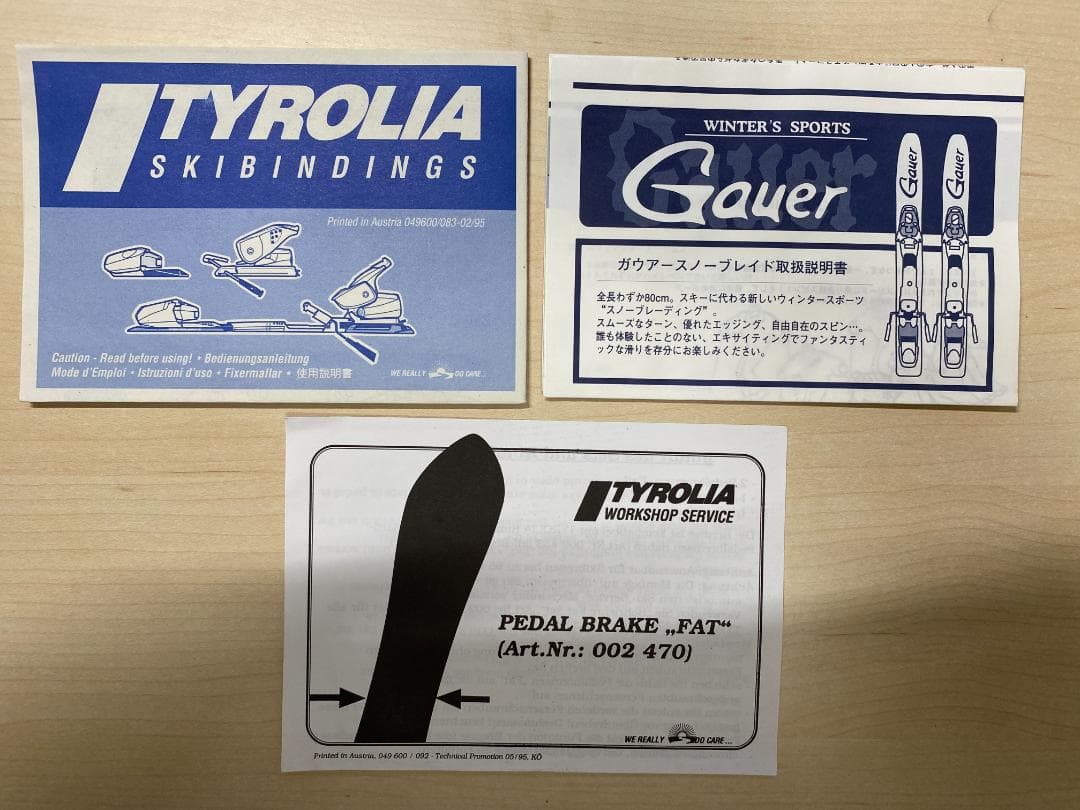 TYROLIA
SKIBINDINGS
Printed in Austria 049600/083-02/95
Caution - Read before using! • Bedienungsanleitung
Mode d'Emploi • Istruzioni d'uso • Fixermallar • 使用説明書
WE REALLY DO CARE...
WINTER'S SPORTS
Gauer
Gauer
Gauer
ガウアースノーブレイド取扱説明書
全長わずか80cm。スキーに代わる新しいウィンタースポーツ
“スノーブレーディング”。
スムーズなターン、優れたエッジング、自由自在のスピン…。
誰も体験したことのない、エキサイティングでファンタスティ
ックな滑りを存分にお楽しみください。
TYROLIA
WORKSHOP SERVICE
PEDAL BRAKE „FAT“
(Art.Nr.: 002 470)
WE REALLY DO CARE...
Printed in Austria, 049 600 / 092 - Technical Promotion 05/95, KÖ